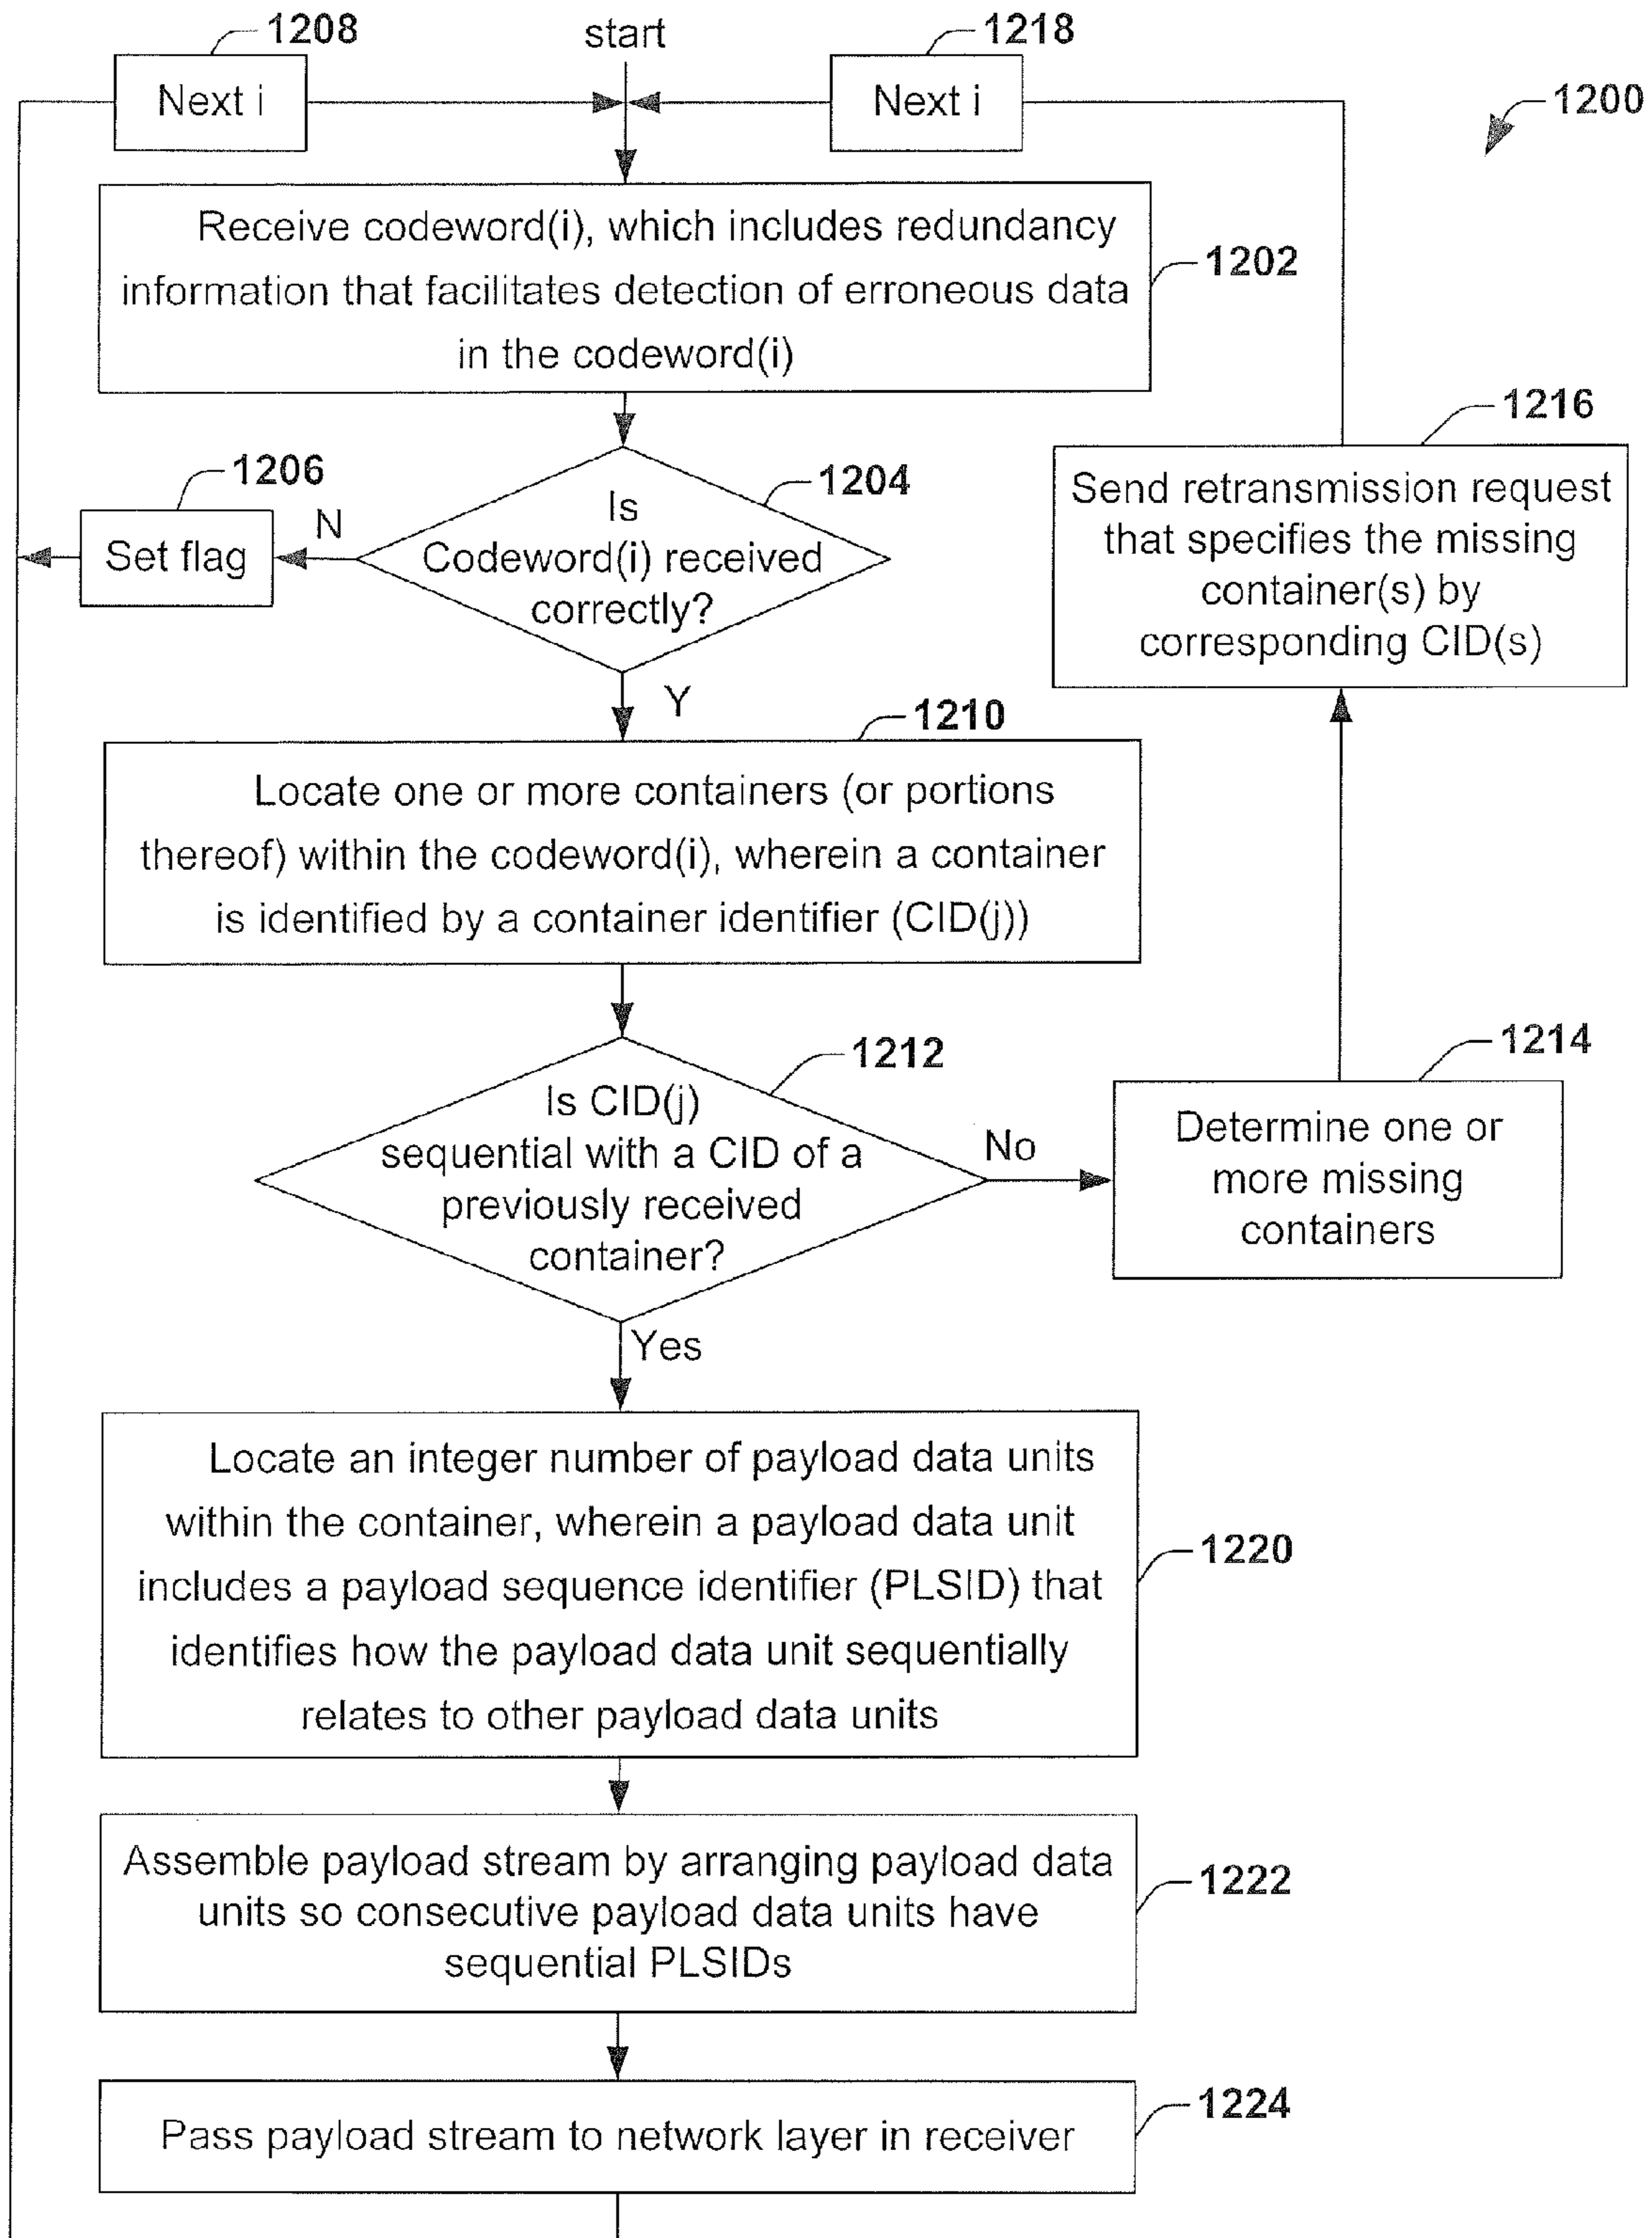 1208
start
1218
Next i
Next i
1200
Receive codeword(i), which includes redundancy
information that facilitates detection of erroneous data
in the codeword(i)
1202
1216
Send retransmission request
that specifies the missing
container(s) by
corresponding CID(s)
1206
Set flag
N
1204
Is
Codeword(i) received
correctly?
Y
1210
Locate one or more containers (or portions
thereof) within the codeword(i), wherein a container
is identified by a container identifier (CID(j))
1212
Is CID(j)
sequential with a CID of a
previously received
container?
No
1214
Determine one or
more missing
containers
Yes
Locate an integer number of payload data units
within the container, wherein a payload data unit
includes a payload sequence identifier (PLSID) that
identifies how the payload data unit sequentially
relates to other payload data units
1220
Assemble payload stream by arranging payload data
units so consecutive payload data units have
sequential PLSIDs
1222
Pass payload stream to network layer in receiver
1224